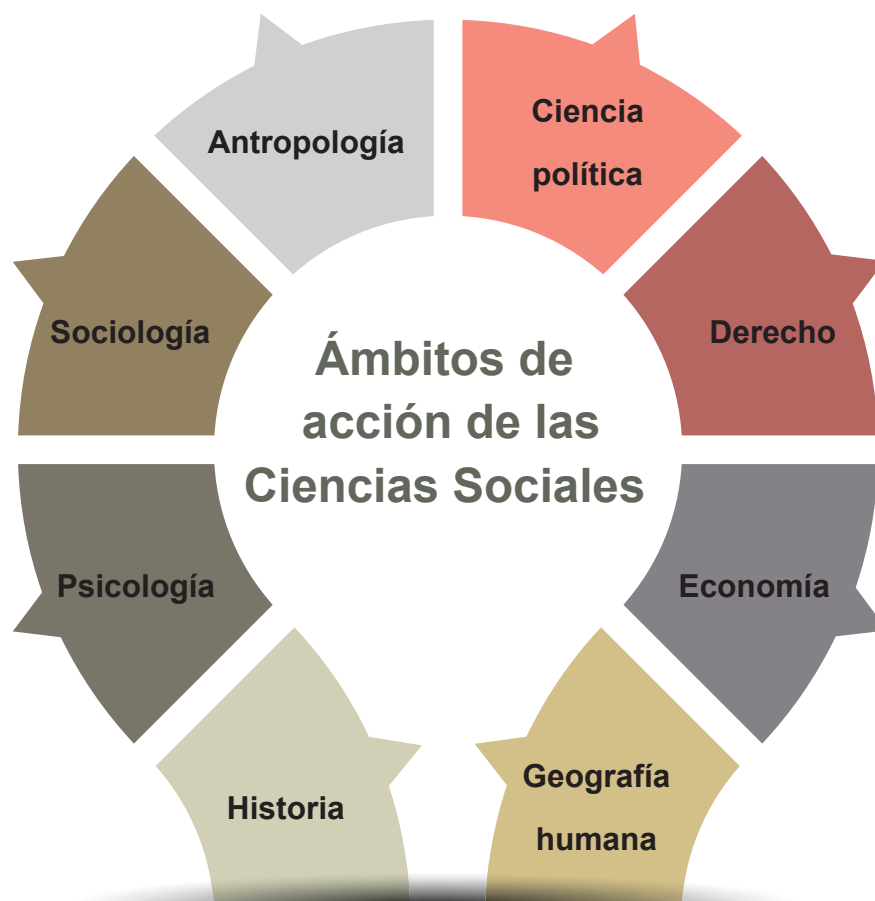 Ámbitos de
acción de las
Ciencias Sociales
Antropología
Ciencia
política
Derecho
Economía
Geografía
humana
Historia
Psicología
Sociología